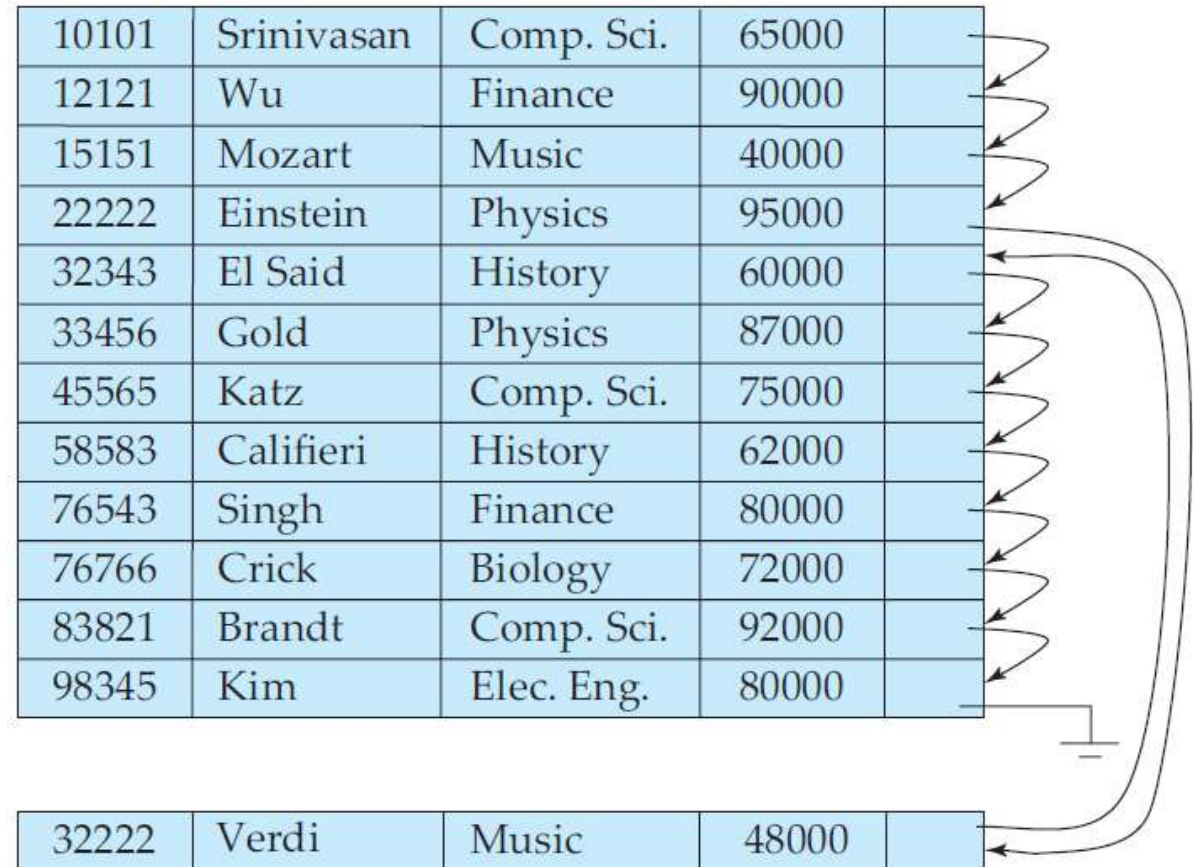 10101 Srinivasan Comp. Sci. 65000
12121 Wu Finance 90000
15151 Mozart Music 40000
22222 Einstein Physics 95000
32343 El Said History 60000
33456 Gold Physics 87000
45565 Katz Comp. Sci. 75000
58583 Califieri History 62000
76543 Singh Finance 80000
76766 Crick Biology 72000
83821 Brandt Comp. Sci. 92000
98345 Kim Elec. Eng. 80000
32222 Verdi Music 48000